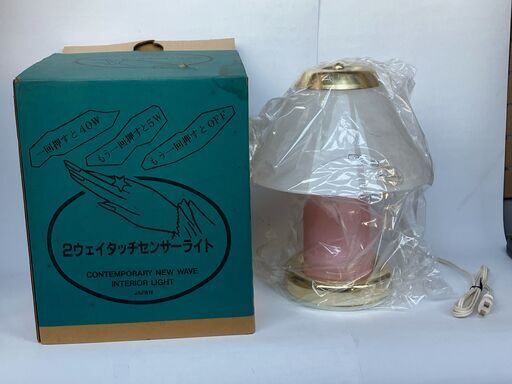 一回押すと40W
もう一回押すと5W
もう一回押すとOFF
2ウェイタッチセンサーライト
CONTEMPORARY NEW WAVE
INTERIOR LIGHT
JAPAN